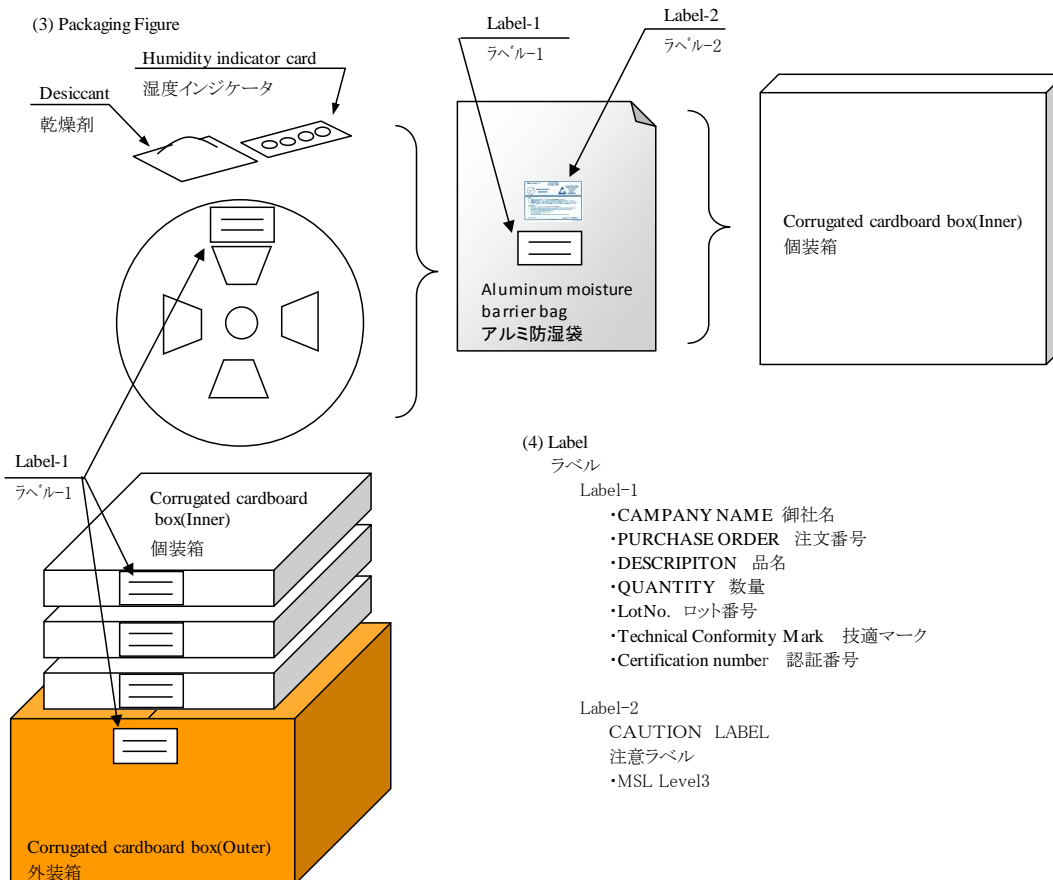 (3) Packaging Figure
Label-1
ラベル-1
Label-2
ラベル-2
Humidity indicator card
湿度インジケータ
Desiccant
乾燥剤
Aluminum moisture
barrier bag
アルミ防湿袋
Corrugated cardboard box(Inner)
個装箱
Label-1
ラベル-1
Corrugated cardboard
box(Inner)
個装箱
Corrugated cardboard box(Outer)
外装箱
(4) Label
ラベル
Label-1
・CAMPANY NAME 御社名
・PURCHASE ORDER 注文番号
・DESCRIPITON 品名
・QUANTITY 数量
・LotNo. ロット番号
・Technical Conformity Mark 技適マーク
・Certification number 認証番号
Label-2
CAUTION LABEL
注意ラベル
・MSL Level3